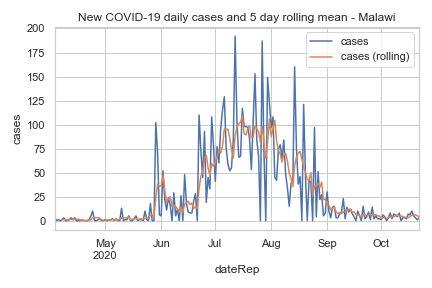 New COVID-19 daily cases and 5 day rolling mean - Malawi
cases
cases (rolling)
200
175
150
125
100
75
50
25
0
cases
May
2020
Jun
Jul
Aug
Sep
Oct
dateRep